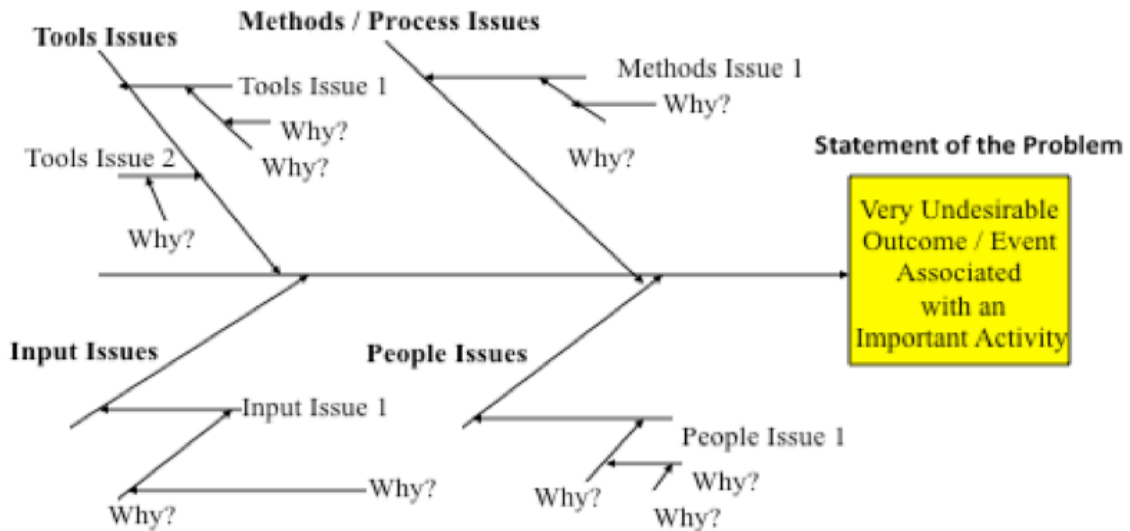 Tools Issues
Methods / Process Issues
Tools Issue 1
Why?
Why?
Tools Issue 2
Why?
Methods Issue 1
Why?
Why?
Statement of the Problem
Very Undesirable
Outcome / Event
Associated
with an
Important Activity
Input Issues
Input Issue 1
Why?
Why?
People Issues
People Issue 1
Why?
Why?
Why?